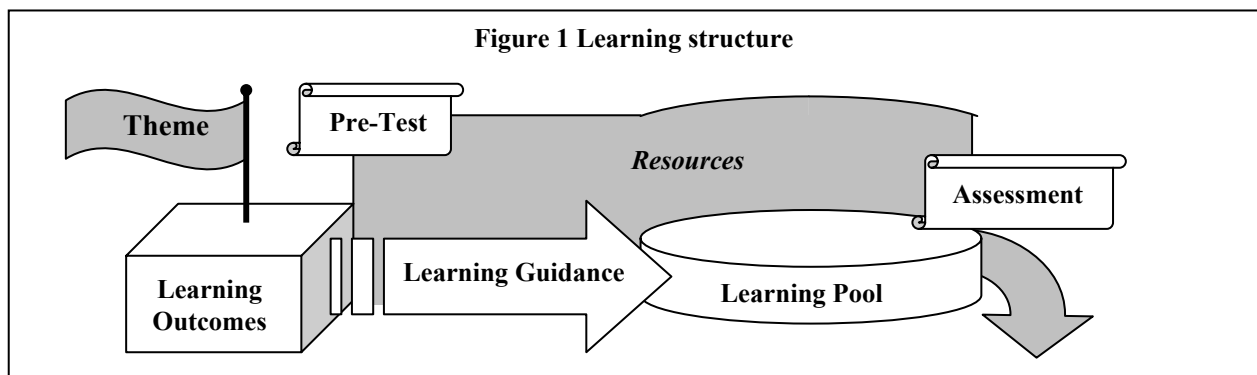 Figure 1 Learning structure
Theme
Pre-Test
Resources
Assessment
Learning
Outcomes
Learning Guidance
Learning Pool